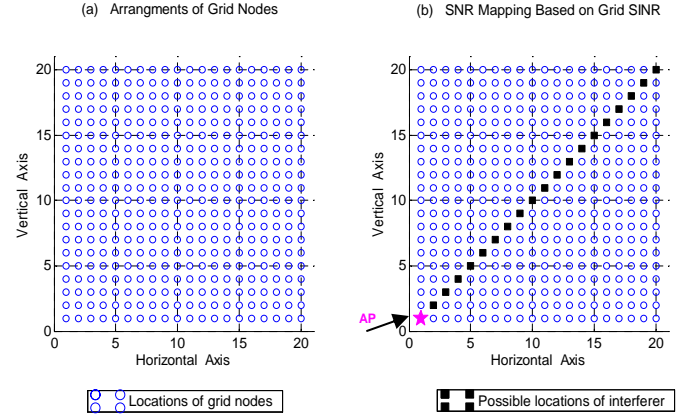 (a) Arrangments of Grid Nodes
20
15
10
5
0
0 5 10 15 20
Vertical Axis
Horizontal Axis
Locations of grid nodes
(b) SNR Mapping Based on Grid SINR
20
15
10
5
0
0 5 10 15 20
Vertical Axis
AP
Horizontal Axis
Possible locations of interferer